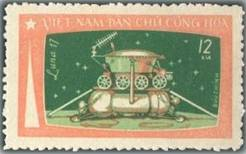 VIỆT NAM DÂN CHỦ CỘNG HÒA
Luna 17
12
XU